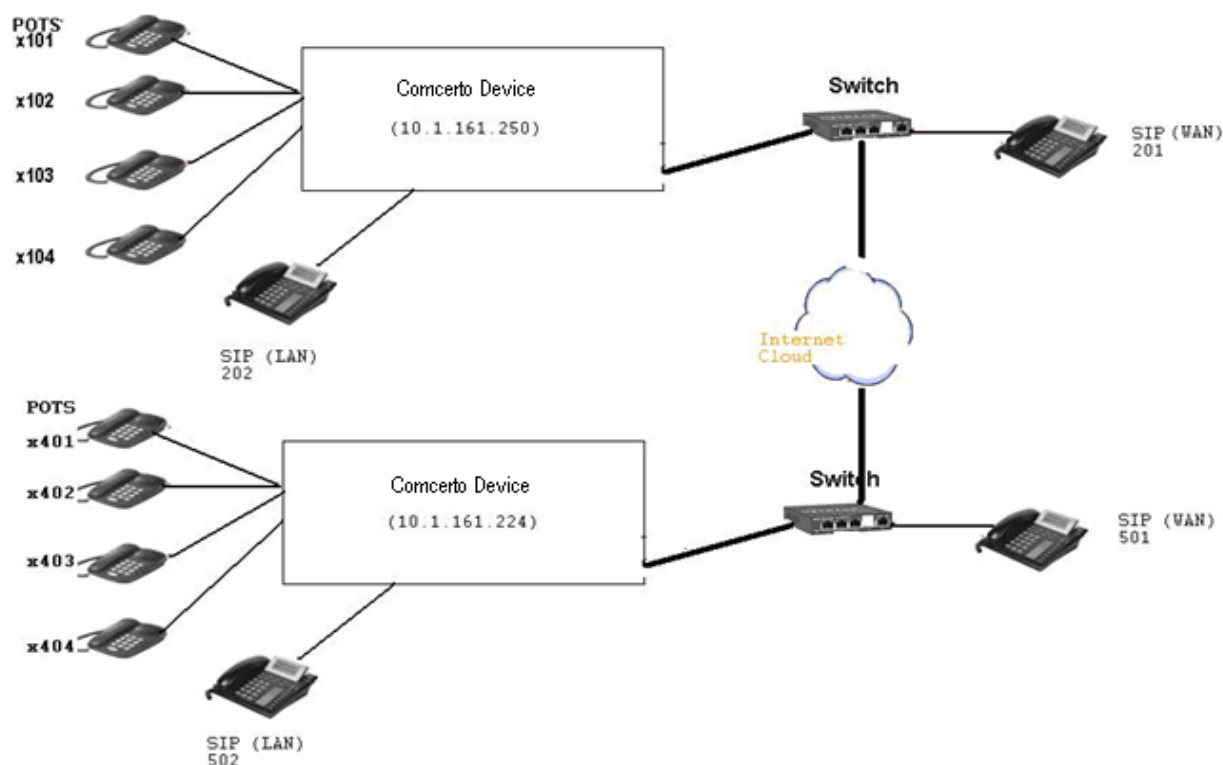 POTS'
x101
x102
x103
x104
Comcerto Device
(10.1.161.250)
Switch
SIP (WAN)
201
SIP (LAN)
202
Internet
Cloud
POTS
x401
x402
x403
x404
Comcerto Device
(10.1.161.224)
Switch
SIP (WAN)
501
SIP (LAN)
502